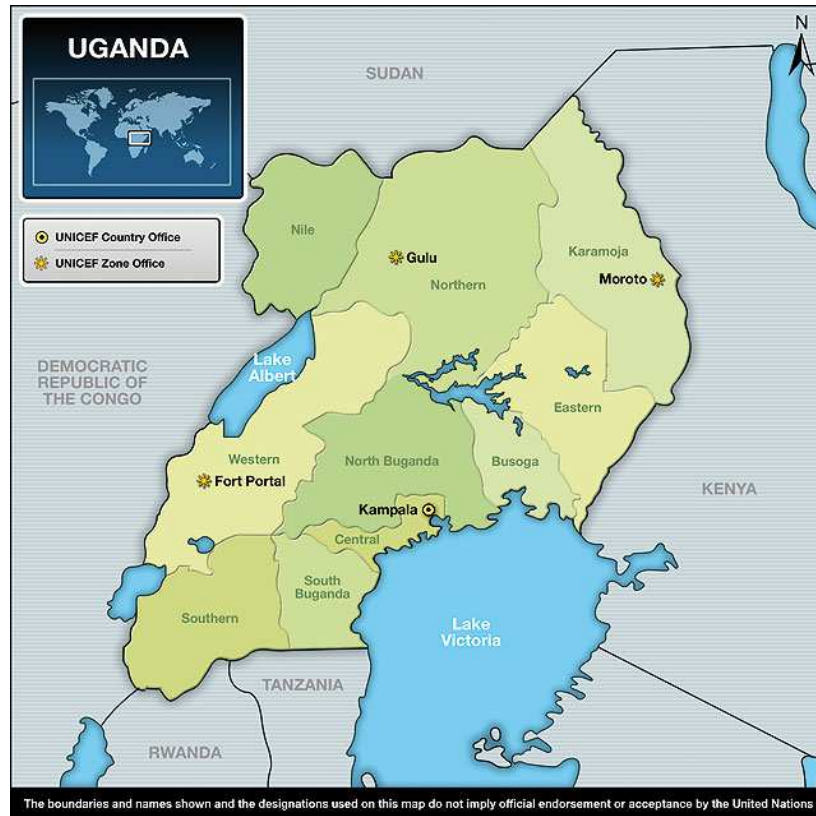 UGANDA
N
SUDAN
UNICEF Country Office
UNICEF Zone Office
Nile
Gulu
Northern
Karamoja
Moroto
DEMOCRATIC
REPUBLIC OF
THE CONGO
Lake
Albert
Eastern
Western
North Buganda
Busoga
Fort Portal
KENYA
Kampala
Central
South
Buganda
Southern
Lake
Victoria
TANZANIA
RWANDA
The boundaries and names shown and the designations used on this map do not imply official endorsement or acceptance by the United Nations